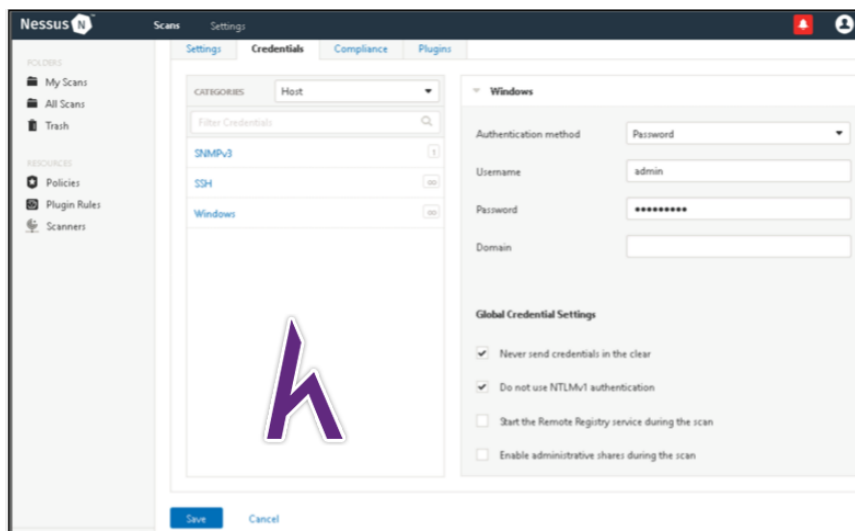 Nessus N
Scans
Settings
Settings
Credentials
Compliance
Plugins
FOLDERS
My Scans
All Scans
Trash
RESOURCES
Policies
Plugin Rules
Scanners
CATEGORIES
Host
Filter Credentials
SNMPv3
1
SSH
∞
Windows
∞
Windows
Authentication method
Password
Username
admin
Password
•••••••••
Domain
Global Credential Settings
Never send credentials in the clear
Do not use NTLMv1 authentication
Start the Remote Registry service during the scan
Enable administrative shares during the scan
h
Save
Cancel